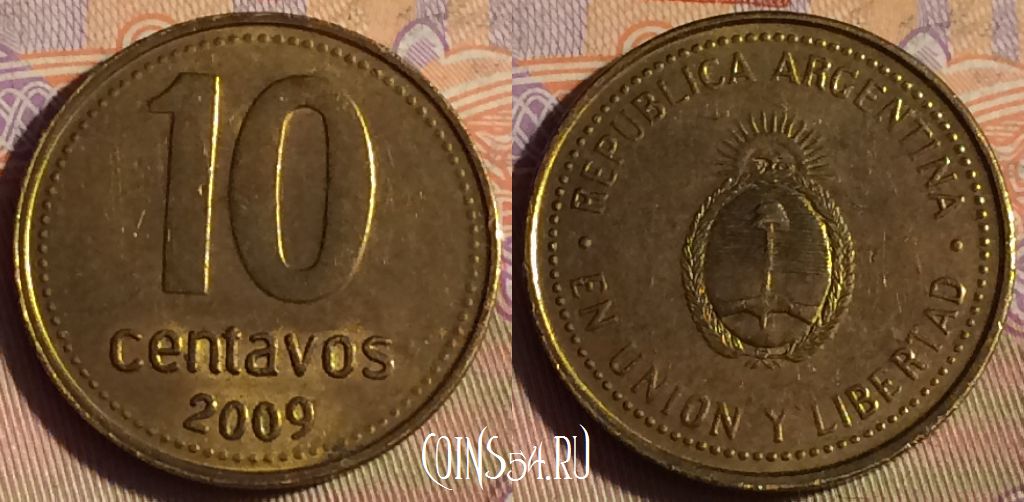 10
centavos
2009
REPUBLICA ARGENTINA
EN UNION Y LIBERTAD
COINS54.RU